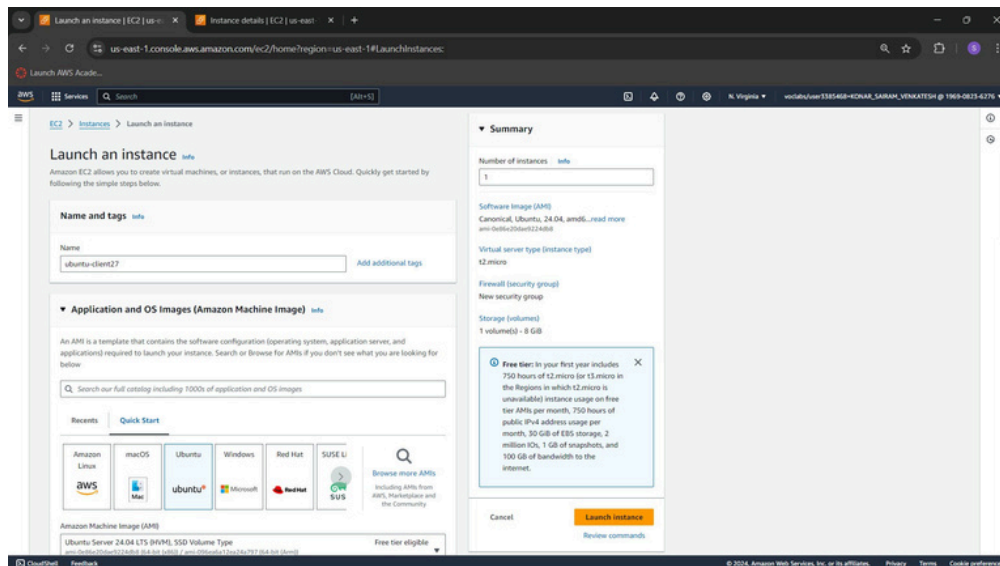 Launch an instance | EC2 | us-e
Instance details | EC2 | us-east-
us-east-1.console.aws.amazon.com/ec2/home?region=us-east-1#LaunchInstances:
Launch AWS Acade...
aws
Services
Search
[Alt+S]
N. Virginia
voclabs/user3385468=KONAR_SAIRAM_VENKATESH @ 1969-0823-6276
EC2 > Instances > Launch an instance
Launch an instance Info
Amazon EC2 allows you to create virtual machines, or instances, that run on the AWS Cloud. Quickly get started by
following the simple steps below.
Name and tags Info
Name
ubuntu-client27
Add additional tags
Application and OS Images (Amazon Machine Image) Info
An AMI is a template that contains the software configuration (operating system, application server, and
applications) required to launch your instance. Search or Browse for AMIs if you don't see what you are looking for
below
Search our full catalog including 1000s of application and OS images
Recents
Quick Start
Amazon
Linux
aws
macOS
Mac
Ubuntu
ubuntu
Windows
Microsoft
Red Hat
Red Hat
SUSE Li
SUS
Browse more AMIs
Including AMIs from
AWS, Marketplace and
the Community
Amazon Machine Image (AMI)
Ubuntu Server 24.04 LTS (HVM), SSD Volume Type
Free tier eligible
Summary
Number of instances Info
1
Software Image (AMI)
Canonical, Ubuntu, 24.04, amd6...read more
ami-0e86e20dae9224db8
Virtual server type (instance type)
t2.micro
Firewall (security group)
New security group
Storage (volumes)
1 volume(s) - 8 GiB
Free tier: In your first year includes
750 hours of t2.micro (or t3.micro in
the Regions in which t2.micro is
unavailable) instance usage on free
tier AMIs per month, 750 hours of
public IPv4 address usage per
month, 30 GiB of EBS storage, 2
million IOs, 1 GB of snapshots, and
100 GB of bandwidth to the
internet.
Cancel
Launch instance
Review commands
CloudShell
Feedback
© 2024, Amazon Web Services, Inc. or its affiliates.
Privacy
Terms
Cookie preferences